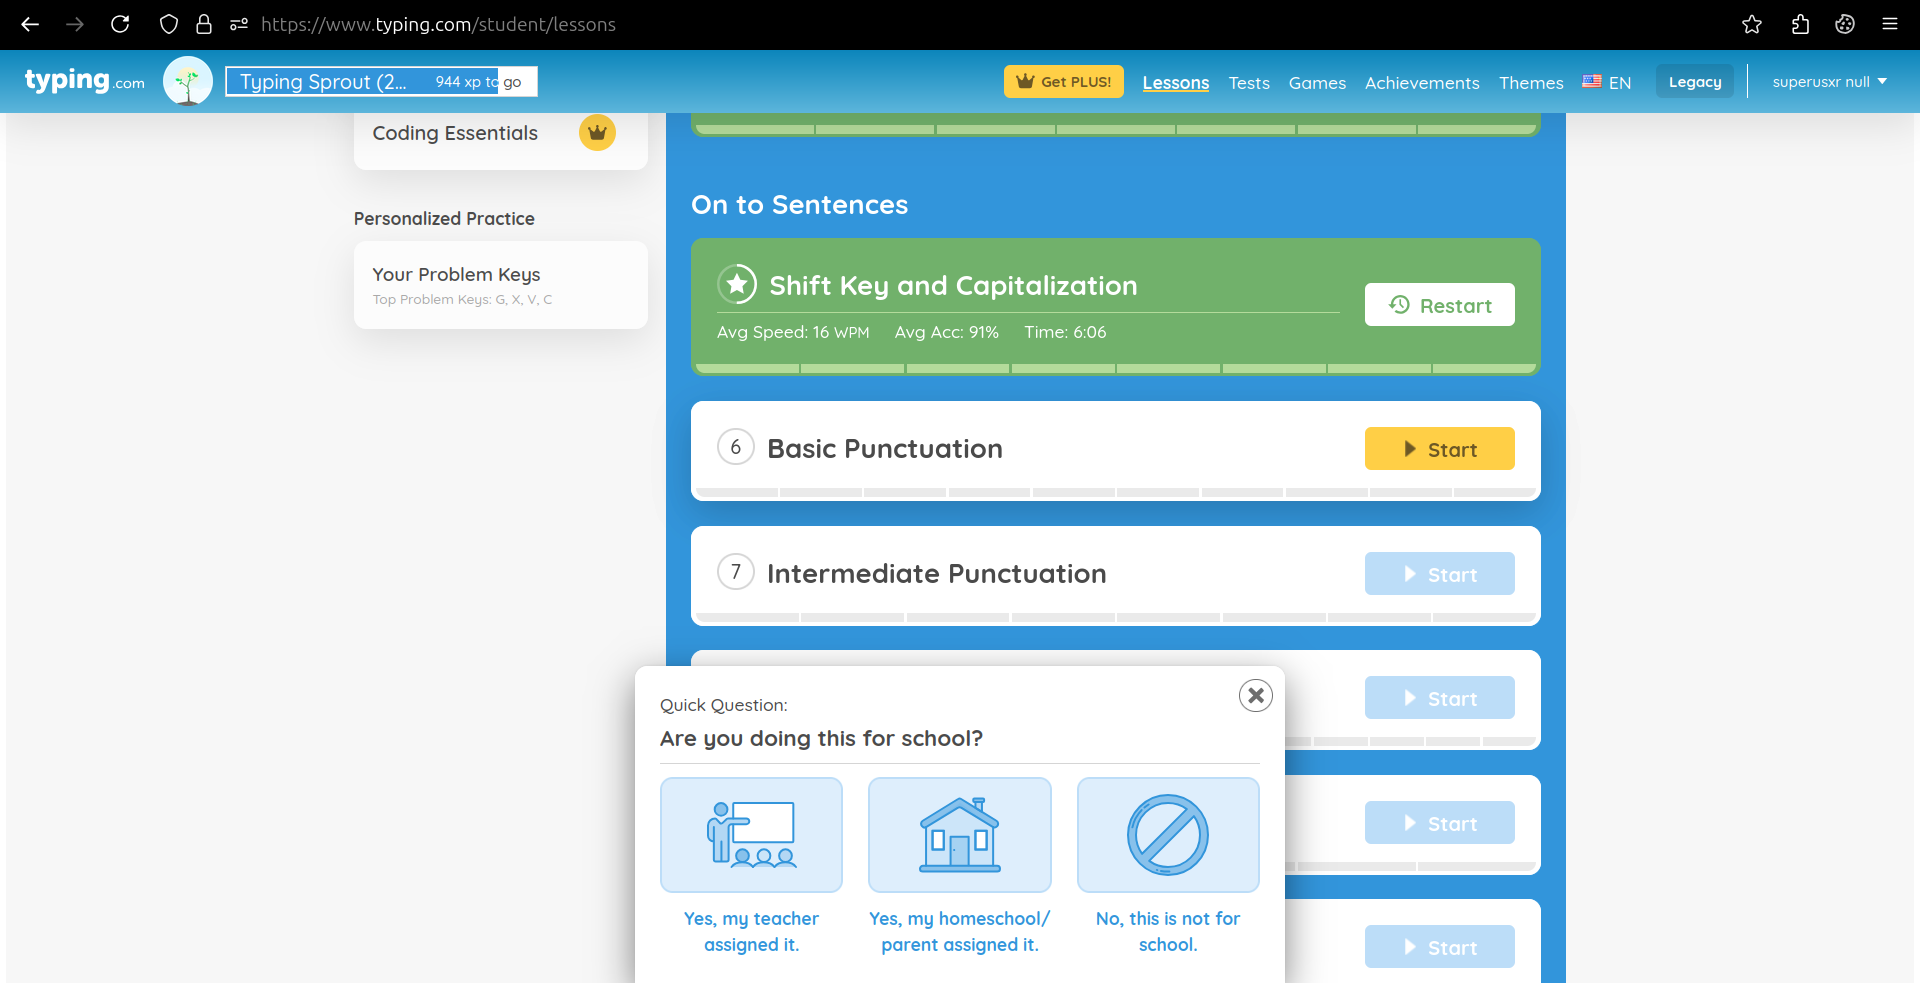 https://www.typing.com/student/lessons
typing.com
Typing Sprout (2...
944 xp to go
Get PLUS!
Lessons
Tests
Games
Achievements
Themes
EN
Legacy
superusxr null
Coding Essentials
Personalized Practice
Your Problem Keys
Top Problem Keys: G, X, V, C
On to Sentences
Shift Key and Capitalization
Avg Speed: 16 WPM
Avg Acc: 91%
Time: 6:06
Restart
6
Basic Punctuation
Start
7
Intermediate Punctuation
Start
Start
Start
Start
Quick Question:
Are you doing this for school?
Yes, my teacher
assigned it.
Yes, my homeschool/
parent assigned it.
No, this is not for
school.